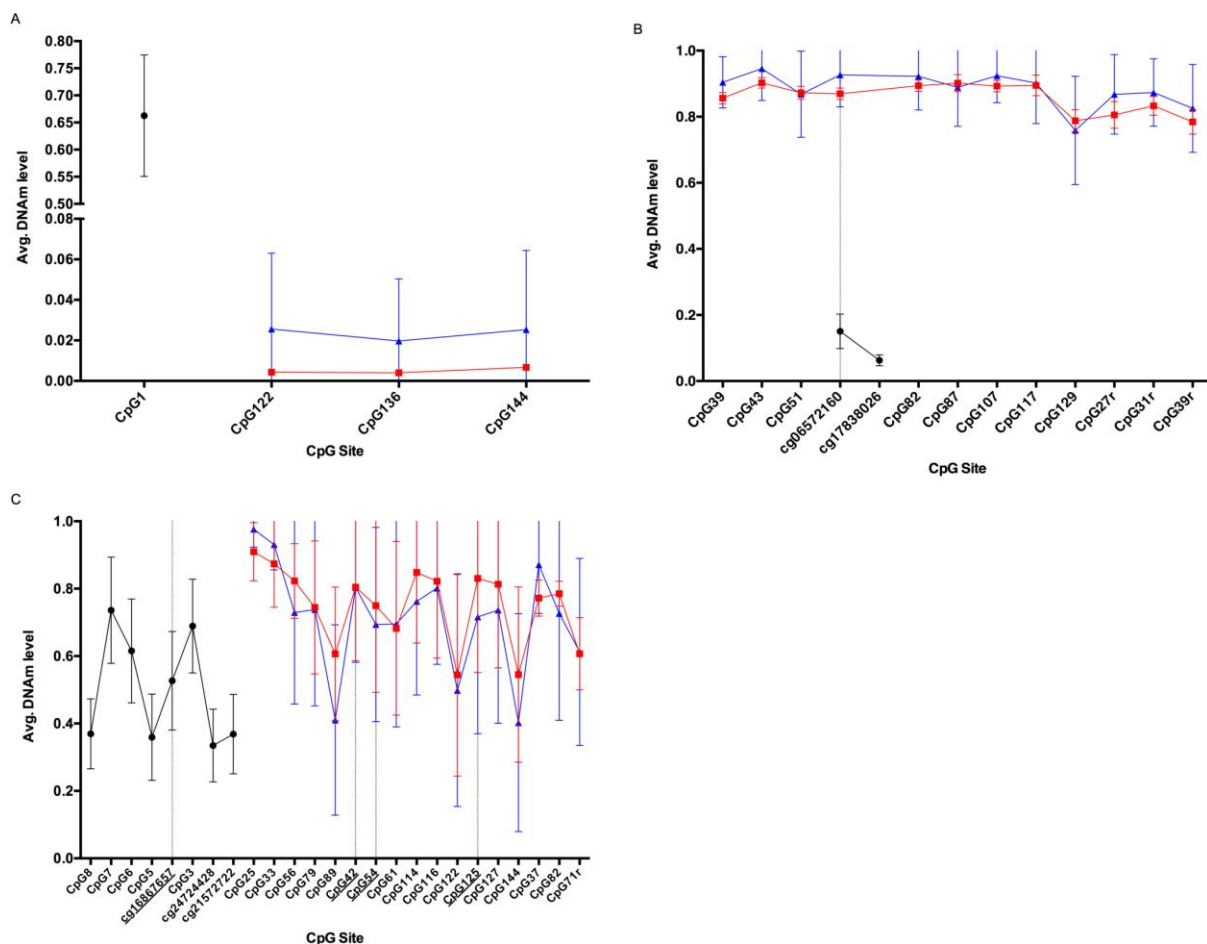 A
Avg. DNAm level
0.80
0.75
0.70
0.65
0.60
0.55
0.50
0.08
0.06
0.04
0.02
0.00
CpG1
CpG122
CpG136
CpG144
CpG Site
B
Avg. DNAm level
1.0
0.8
0.6
0.4
0.2
0.0
CpG39
CpG43
CpG51
cg06572160
cg17838026
CpG82
CpG87
CpG107
CpG117
CpG129
CpG27r
CpG31r
CpG39r
CpG Site
C
Avg. DNAm level
1.0
0.8
0.6
0.4
0.2
0.0
CpG8
CpG7
CpG6
CpG5
cg16867657
CpG3
cg24724428
cg21572722
CpG25
CpG33
CpG56
CpG79
CpG89
CpG42
CpG54
CpG61
CpG114
CpG116
CpG122
CpG125
CpG127
CpG144
CpG37
CpG82
CpG71r
CpG Site